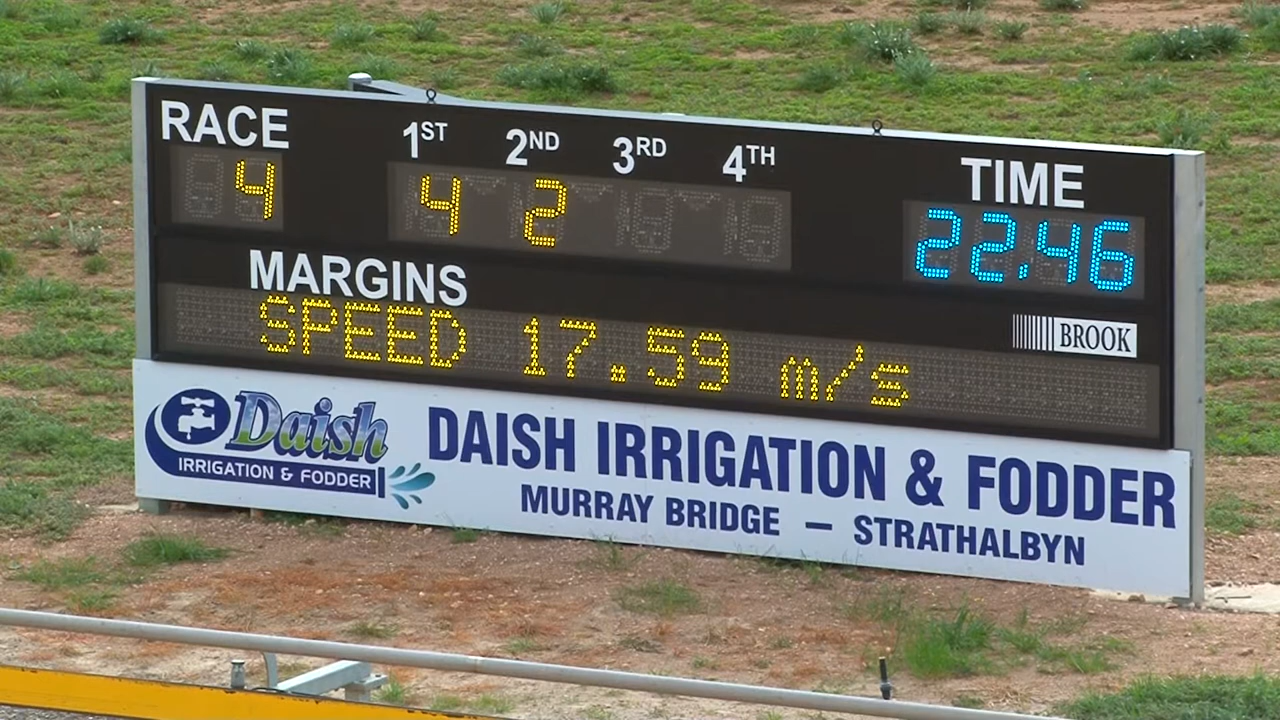 RACE 1ST 2ND 3RD 4TH TIME
4 4 2 22.46
MARGINS
BROOK
SPEED 17.59 m/s
Daish
IRRIGATION & FODDER
DAISH IRRIGATION & FODDER
MURRAY BRIDGE – STRATHALBYN